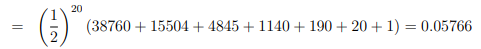 = (1/2)^20 (38760 + 15504 + 4845 + 1140 + 190 + 20 + 1) = 0.05766